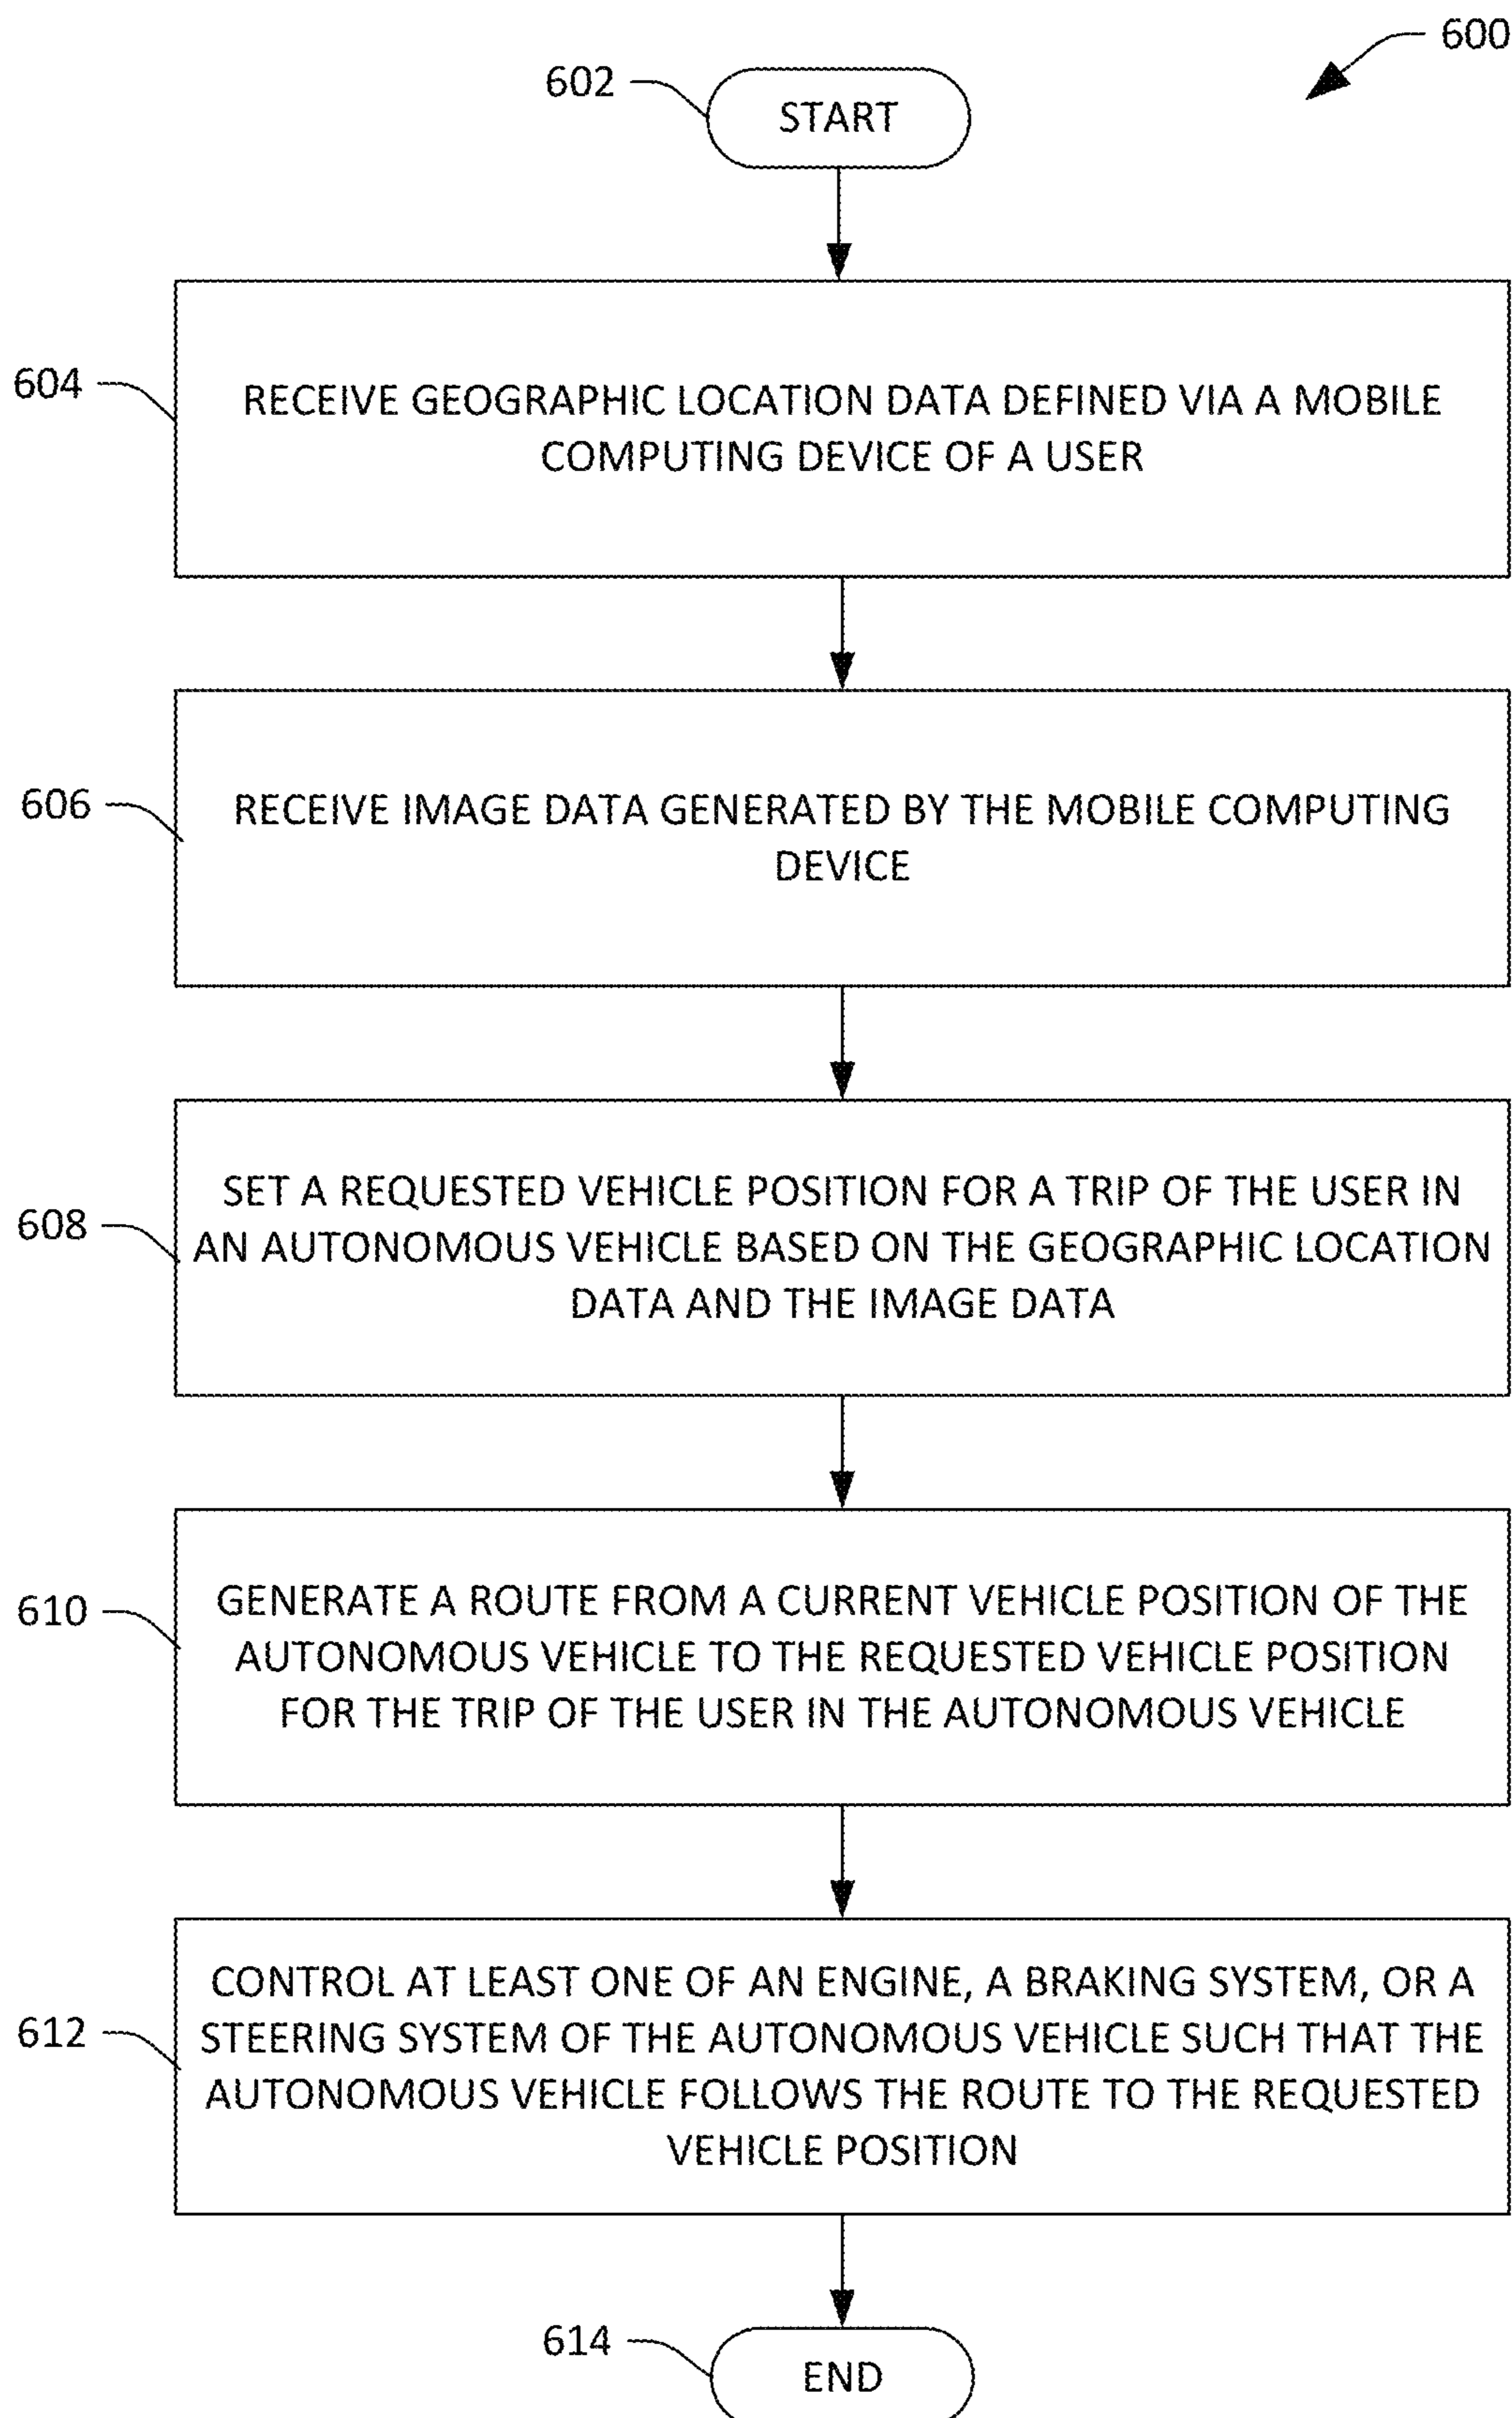 600
602
START
604
RECEIVE GEOGRAPHIC LOCATION DATA DEFINED VIA A MOBILE
COMPUTING DEVICE OF A USER
606
RECEIVE IMAGE DATA GENERATED BY THE MOBILE COMPUTING
DEVICE
608
SET A REQUESTED VEHICLE POSITION FOR A TRIP OF THE USER IN
AN AUTONOMOUS VEHICLE BASED ON THE GEOGRAPHIC LOCATION
DATA AND THE IMAGE DATA
610
GENERATE A ROUTE FROM A CURRENT VEHICLE POSITION OF THE
AUTONOMOUS VEHICLE TO THE REQUESTED VEHICLE POSITION
FOR THE TRIP OF THE USER IN THE AUTONOMOUS VEHICLE
612
CONTROL AT LEAST ONE OF AN ENGINE, A BRAKING SYSTEM, OR A
STEERING SYSTEM OF THE AUTONOMOUS VEHICLE SUCH THAT THE
AUTONOMOUS VEHICLE FOLLOWS THE ROUTE TO THE REQUESTED
VEHICLE POSITION
614
END